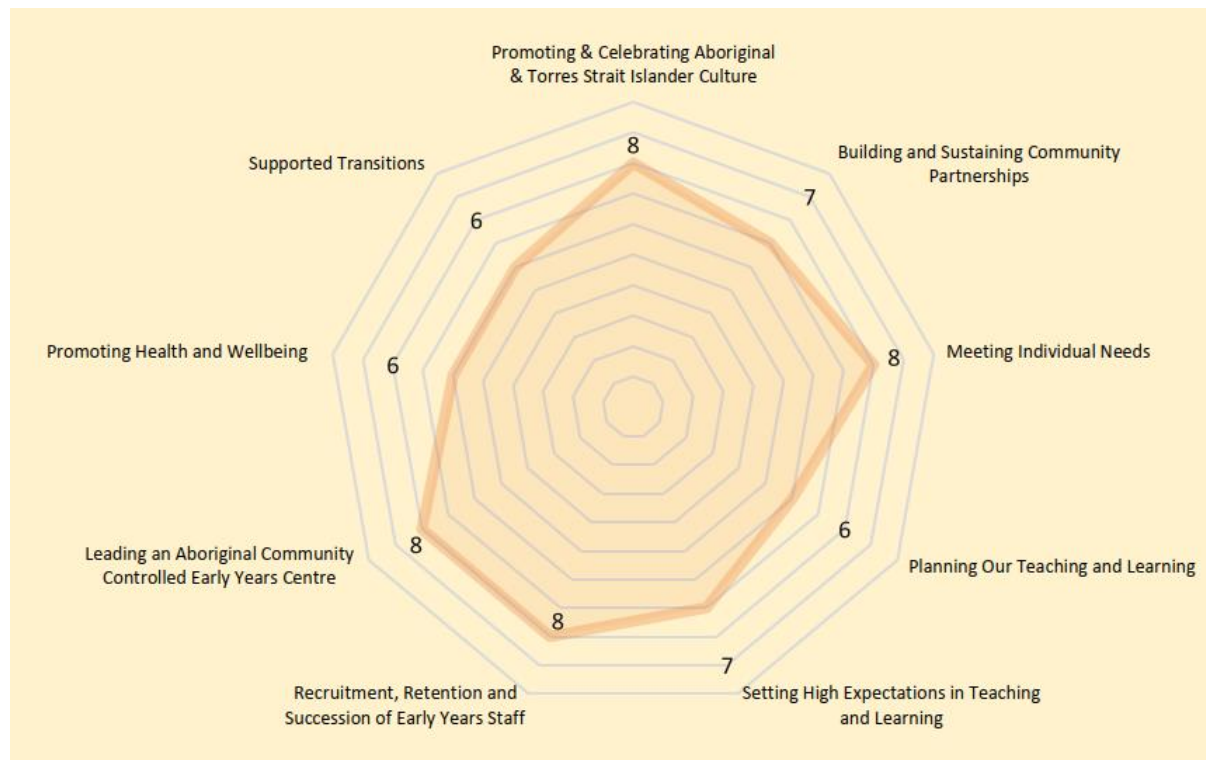 Promoting & Celebrating Aboriginal
& Torres Strait Islander Culture
8
Building and Sustaining Community
Partnerships
7
Meeting Individual Needs
8
Planning Our Teaching and Learning
6
Setting High Expectations in Teaching
and Learning
7
Recruitment, Retention and
Succession of Early Years Staff
8
Leading an Aboriginal Community
Controlled Early Years Centre
8
Promoting Health and Wellbeing
6
Supported Transitions
6